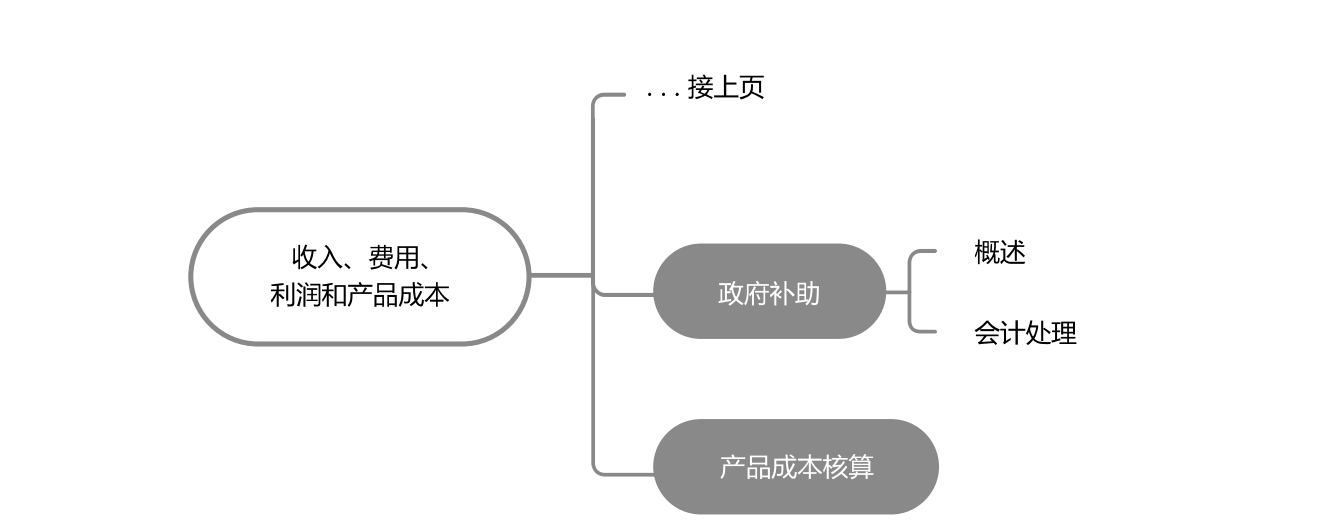 . . . 接上页
收入、费用、
利润和产品成本
政府补助
概述
会计处理
产品成本核算